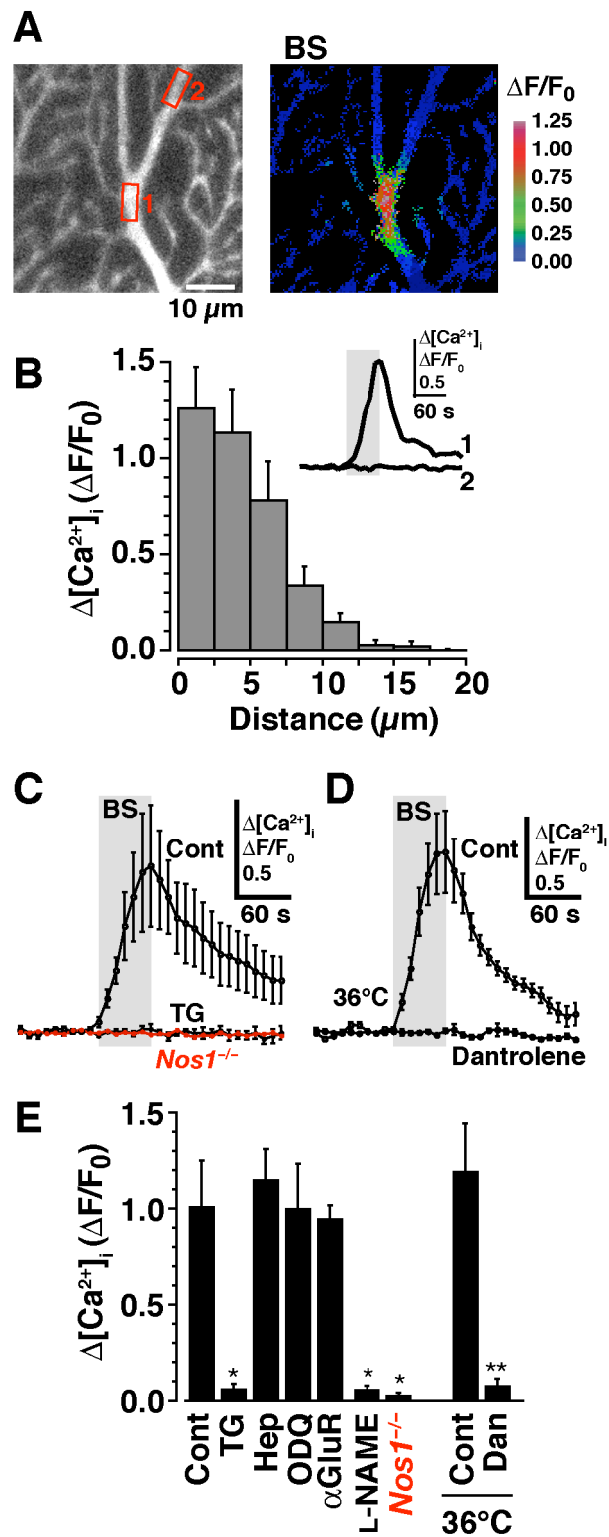 A
BS
ΔF/F0
2
1
1.25
1.00
0.75
0.50
0.25
0.00
10 µm
B
Δ[Ca2+]i (ΔF/F0)
1.5
1.0
0.5
0.0
0
5
10
15
20
Distance (µm)
Δ[Ca2+]i
ΔF/F0
0.5
60 s
1
2
C
BS
Cont
Δ[Ca2+]i
ΔF/F0
0.5
60 s
TG
Nos1−/−
D
BS
Cont
Δ[Ca2+]i
ΔF/F0
0.5
60 s
36°C
Dantrolene
E
Δ[Ca2+]i (ΔF/F0)
1.5
1.0
0.5
0.0
*
*
*
**
Cont
TG
Hep
ODQ
αGluR
L-NAME
Nos1−/−
Cont
Dan
36°C